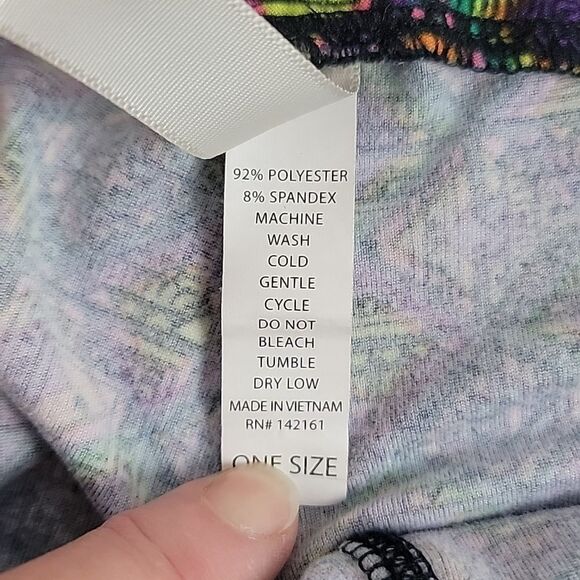 92% POLYESTER
8% SPANDEX
MACHINE
WASH
COLD
GENTLE
CYCLE
DO NOT
BLEACH
TUMBLE
DRY LOW
MADE IN VIETNAM
RN# 142161
ONE SIZE